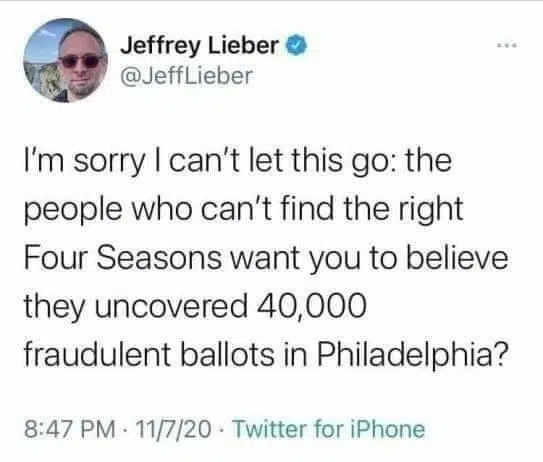 Jeffrey Lieber
@JeffLieber
I'm sorry I can't let this go: the
people who can't find the right
Four Seasons want you to believe
they uncovered 40,000
fraudulent ballots in Philadelphia?
8:47 PM · 11/7/20 · Twitter for iPhone